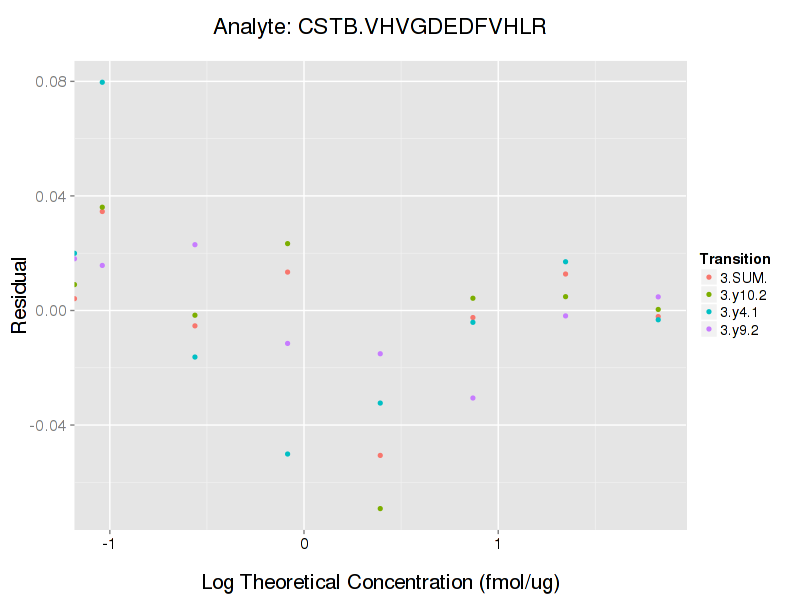 Analyte: CSTB.VHVGDEDFVHLR
0.08
0.04
0.00
-0.04
Residual
-1
0
1
Log Theoretical Concentration (fmol/ug)
Transition
3.SUM.
3.y10.2
3.y4.1
3.y9.2